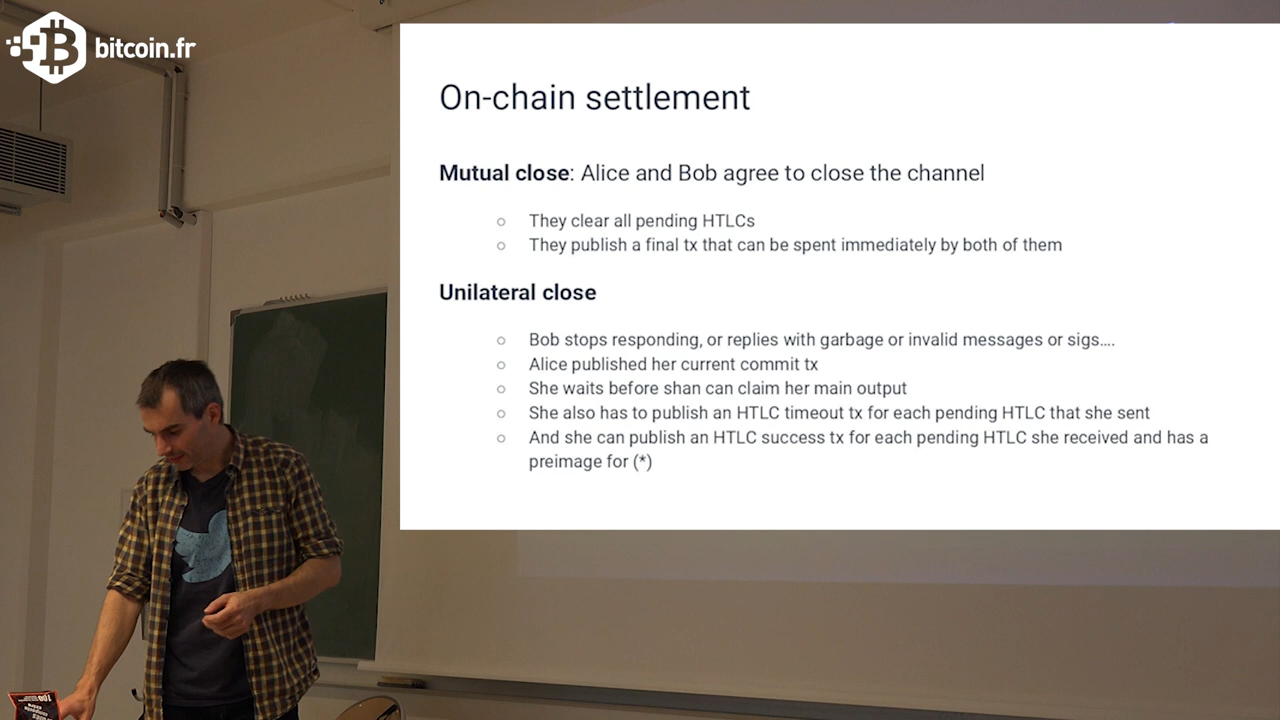 bitcoin.fr
On-chain settlement
Mutual close: Alice and Bob agree to close the channel
They clear all pending HTLCs
They publish a final tx that can be spent immediately by both of them
Unilateral close
Bob stops responding, or replies with garbage or invalid messages or sigs....
Alice published her current commit tx
She waits before shan can claim her main output
She also has to publish an HTLC timeout tx for each pending HTLC that she sent
And she can publish an HTLC success tx for each pending HTLC she received and has a
preimage for (*)
100